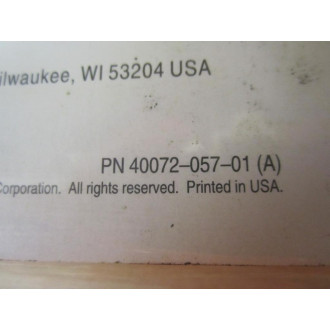 ilwaukee, WI 53204 USA
PN 40072–057–01 (A)
Corporation. All rights reserved. Printed in USA.